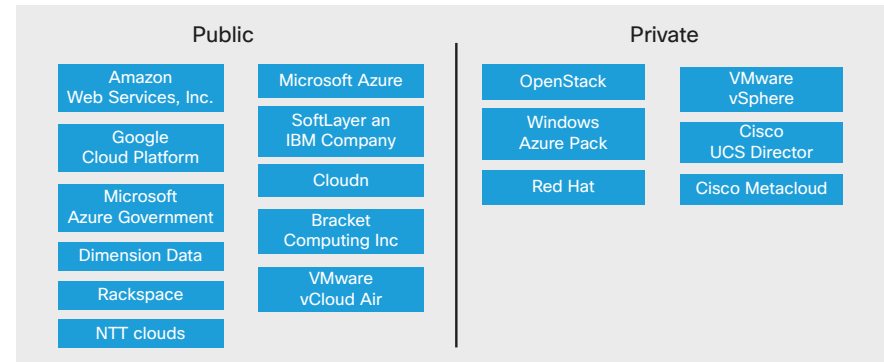 Public
Amazon
Web Services, Inc.
Google
Cloud Platform
Microsoft
Azure Government
Dimension Data
Rackspace
NTT clouds
Microsoft Azure
SoftLayer an
IBM Company
Cloudn
Bracket
Computing Inc
VMware
vCloud Air
Private
OpenStack
Windows
Azure Pack
Red Hat
VMware
vSphere
Cisco
UCS Director
Cisco Metacloud